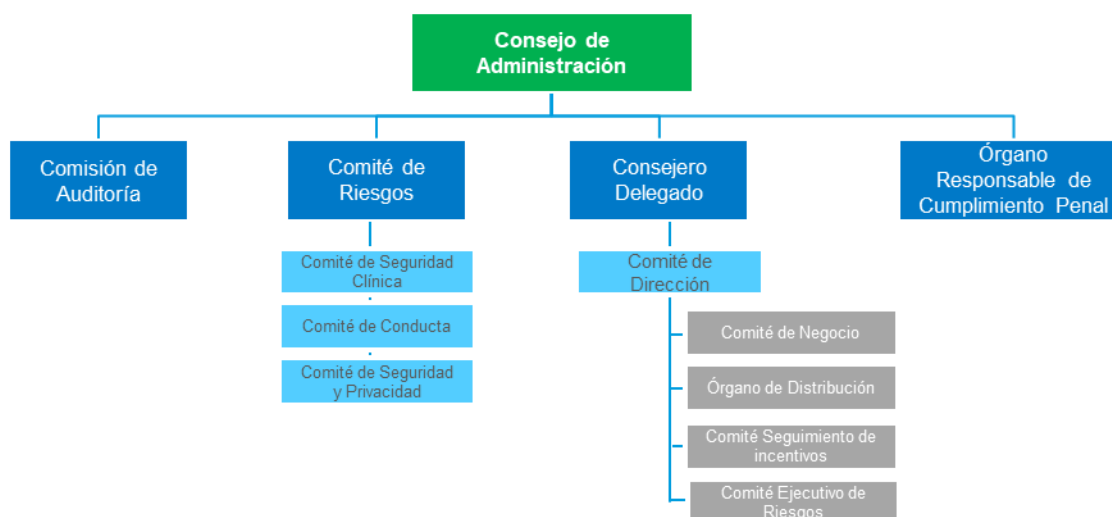 Consejo de
Administración
Comisión de
Auditoría
Comité de
Riesgos
Consejero
Delegado
Órgano
Responsable de
Cumplimiento Penal
Comité de Seguridad
Clínica
Comité de Conducta
Comité de Seguridad
y Privacidad
Comité de
Dirección
Comité de Negocio
Órgano de Distribución
Comité Seguimiento de
incentivos
Comité Ejecutivo de
Riesgos